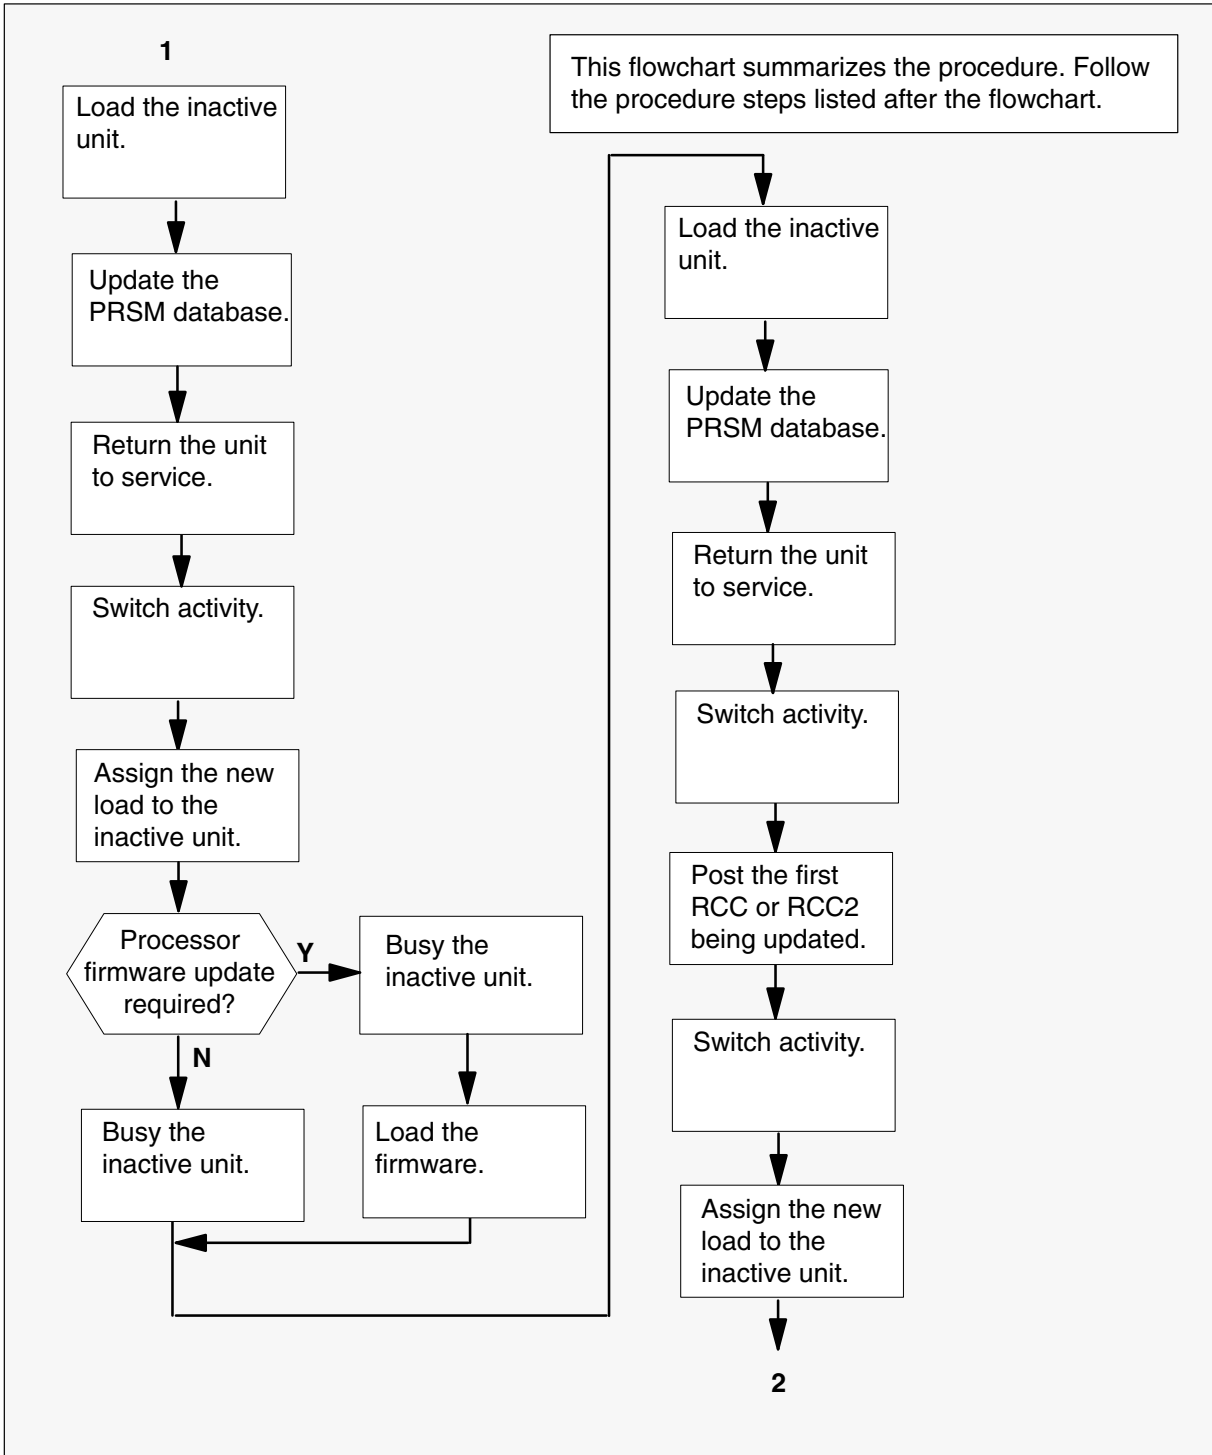 1
Load the inactive
unit.
Update the
PRSM database.
Return the unit
to service.
Switch activity.
Assign the new
load to the
inactive unit.
Processor
firmware update
required?
Y
N
Busy the
inactive unit.
Busy the
inactive unit.
Load the
firmware.
This flowchart summarizes the procedure. Follow
the procedure steps listed after the flowchart.
Load the inactive
unit.
Update the
PRSM database.
Return the unit
to service.
Switch activity.
Post the first
RCC or RCC2
being updated.
Switch activity.
Assign the new
load to the
inactive unit.
2